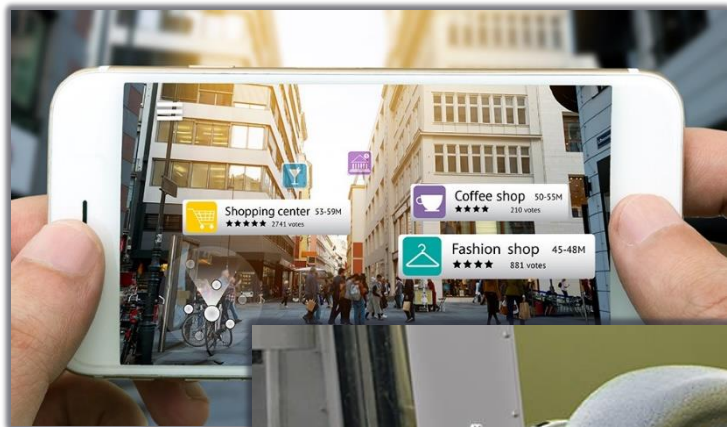 Shopping center 53-59M
2741 votes
Coffee shop 50-55M
210 votes
Fashion shop 45-48M
881 votes